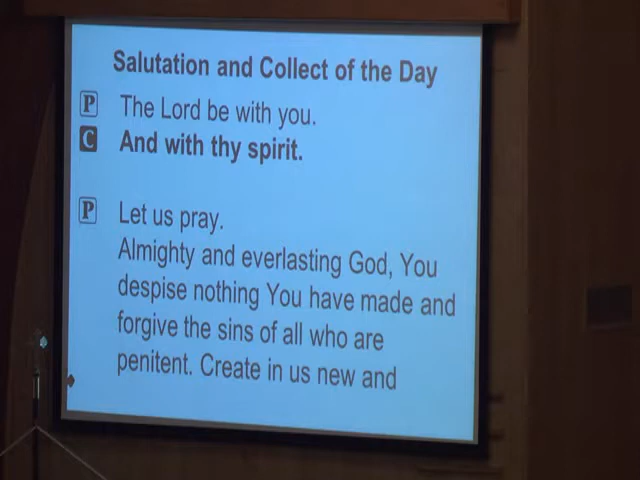 Salutation and Collect of the Day
P The Lord be with you.
C And with thy spirit.
P Let us pray.
Almighty and everlasting God, You
despise nothing You have made and
forgive the sins of all who are
penitent. Create in us new and